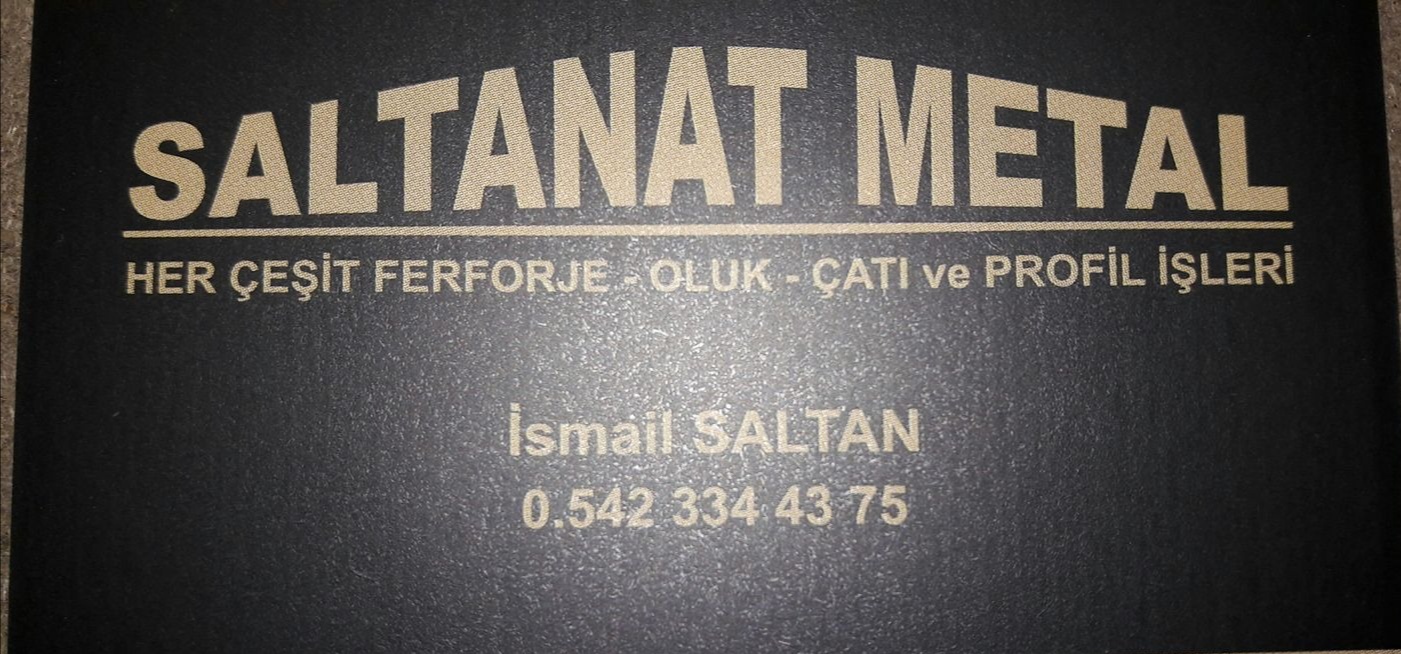 SALTANAT METAL
HER ÇEŞİT FERFORJE - OLUK - ÇATI ve PROFİL İŞLERİ
İsmail SALTAN
0.542 334 43 75